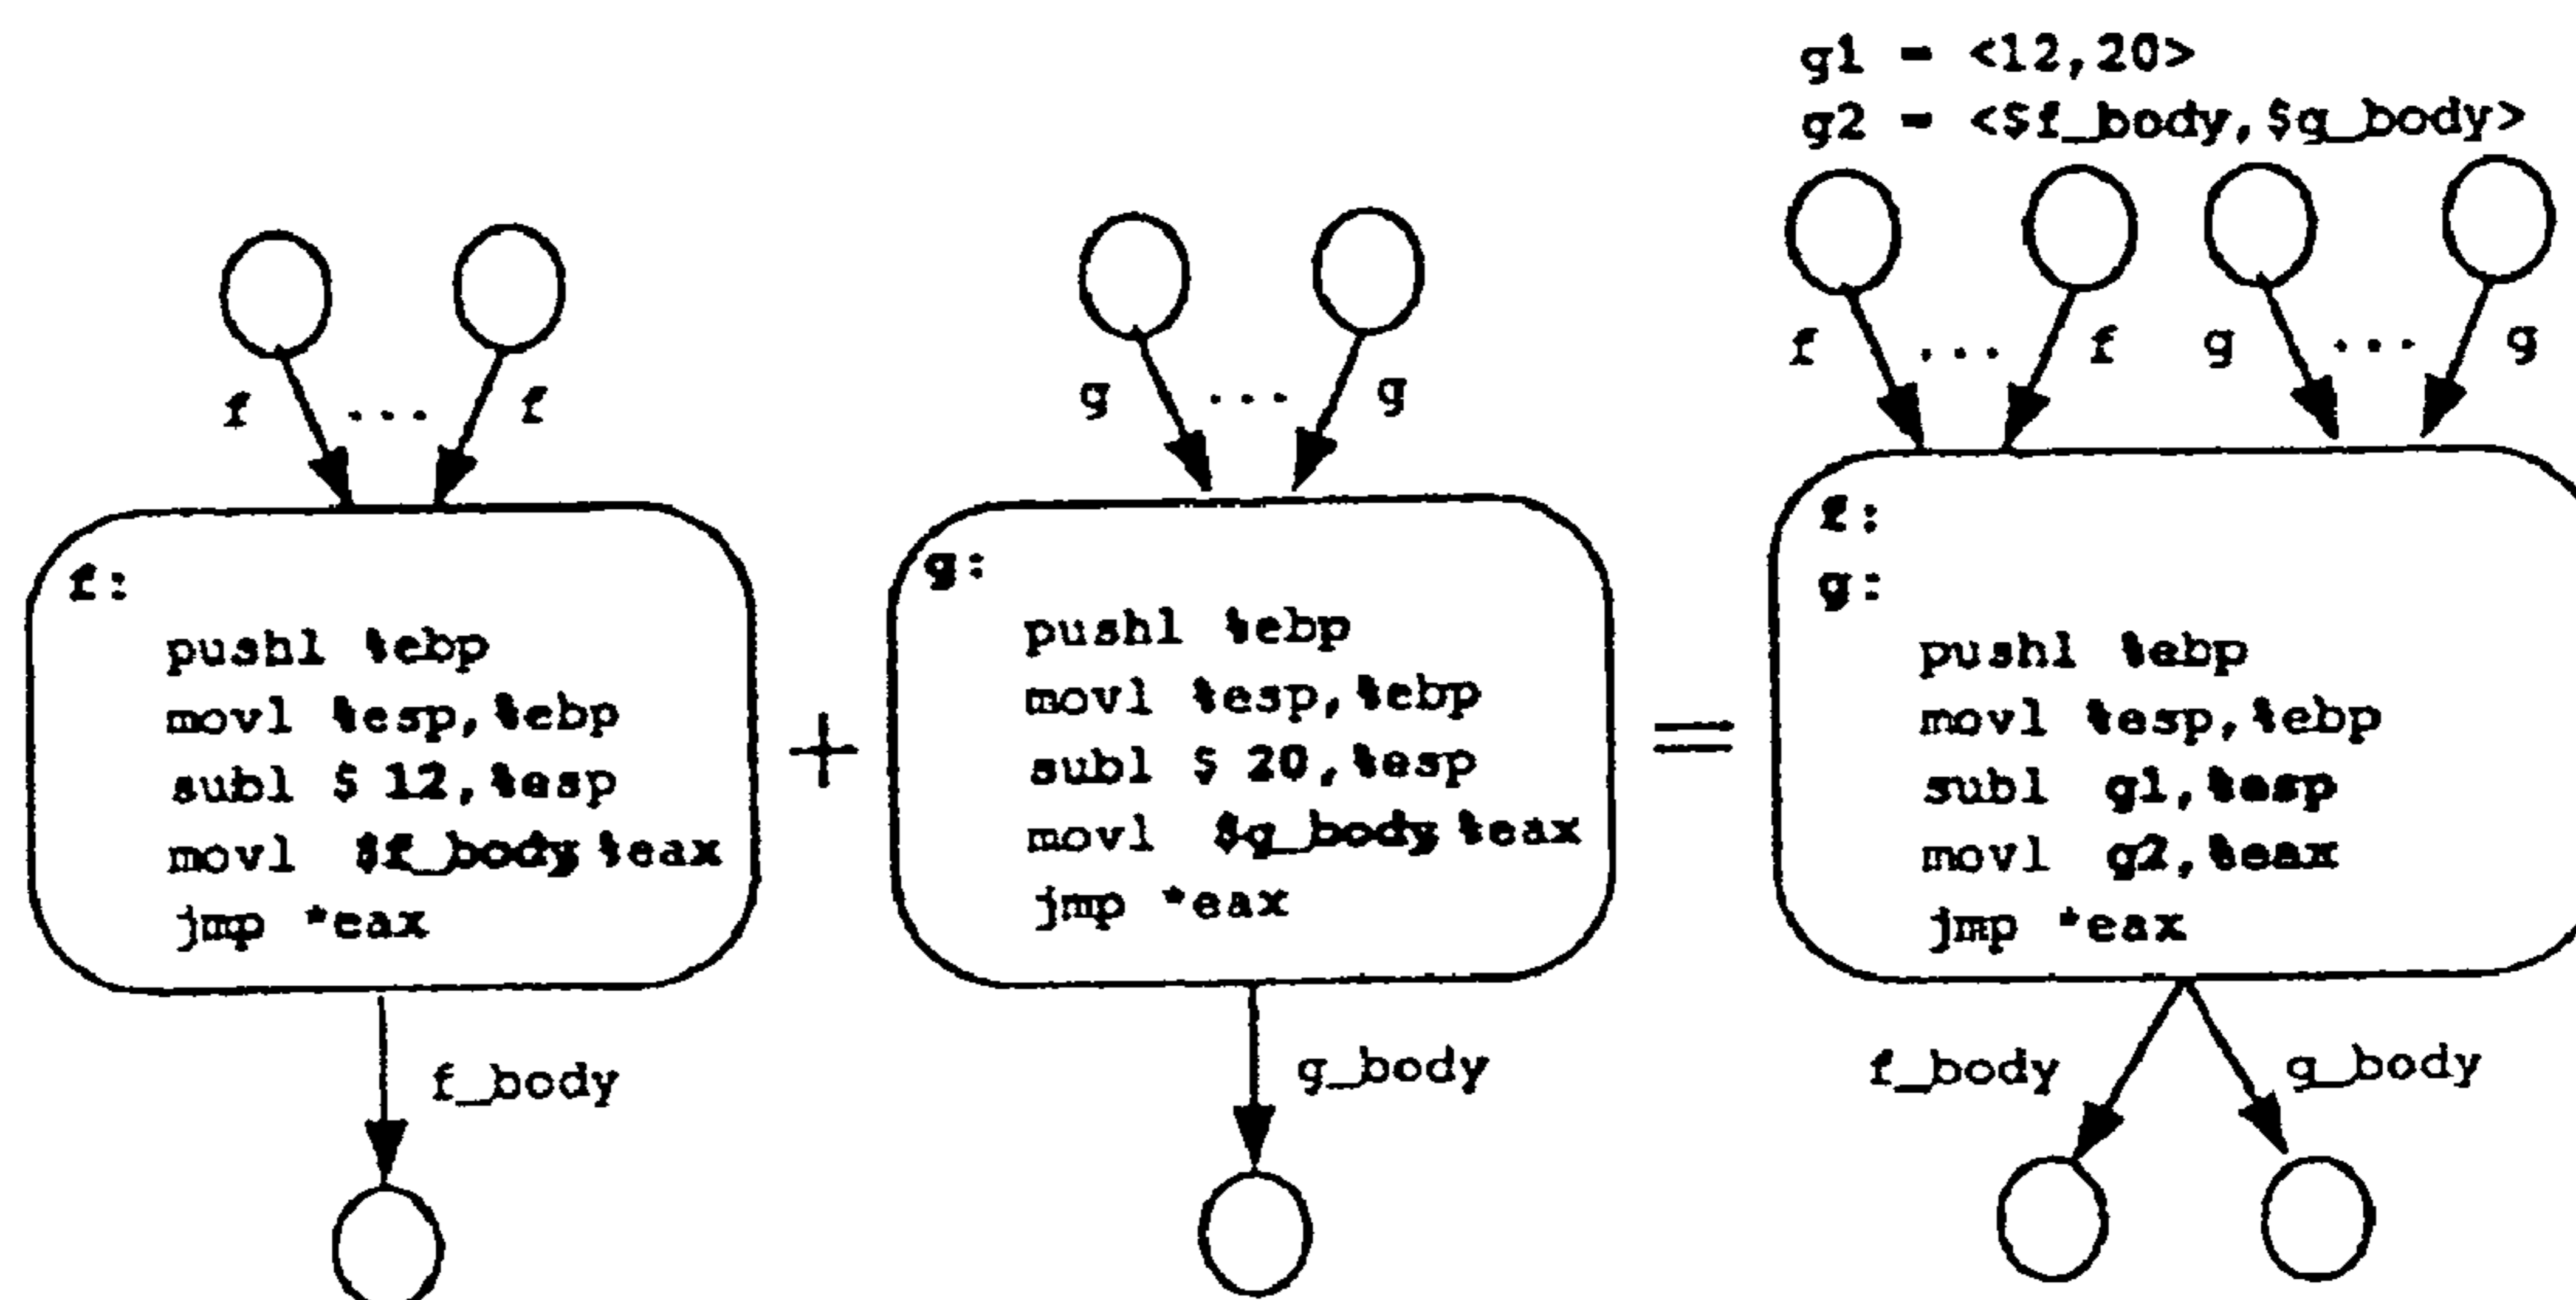 g1 = <12,20>
g2 = <$f_body,$g_body>
f ... f
g ... g
f ... f g ... g
f:
pushl %ebp
movl %esp,%ebp
subl $ 12,%esp
movl $f_body %eax
jmp *eax
+
g:
pushl %ebp
movl %esp,%ebp
subl $ 20,%esp
movl $g_body %eax
jmp *eax
=
f:
g:
pushl %ebp
movl %esp,%ebp
subl g1,%esp
movl g2,%eax
jmp *eax
f_body
g_body
f_body
g_body